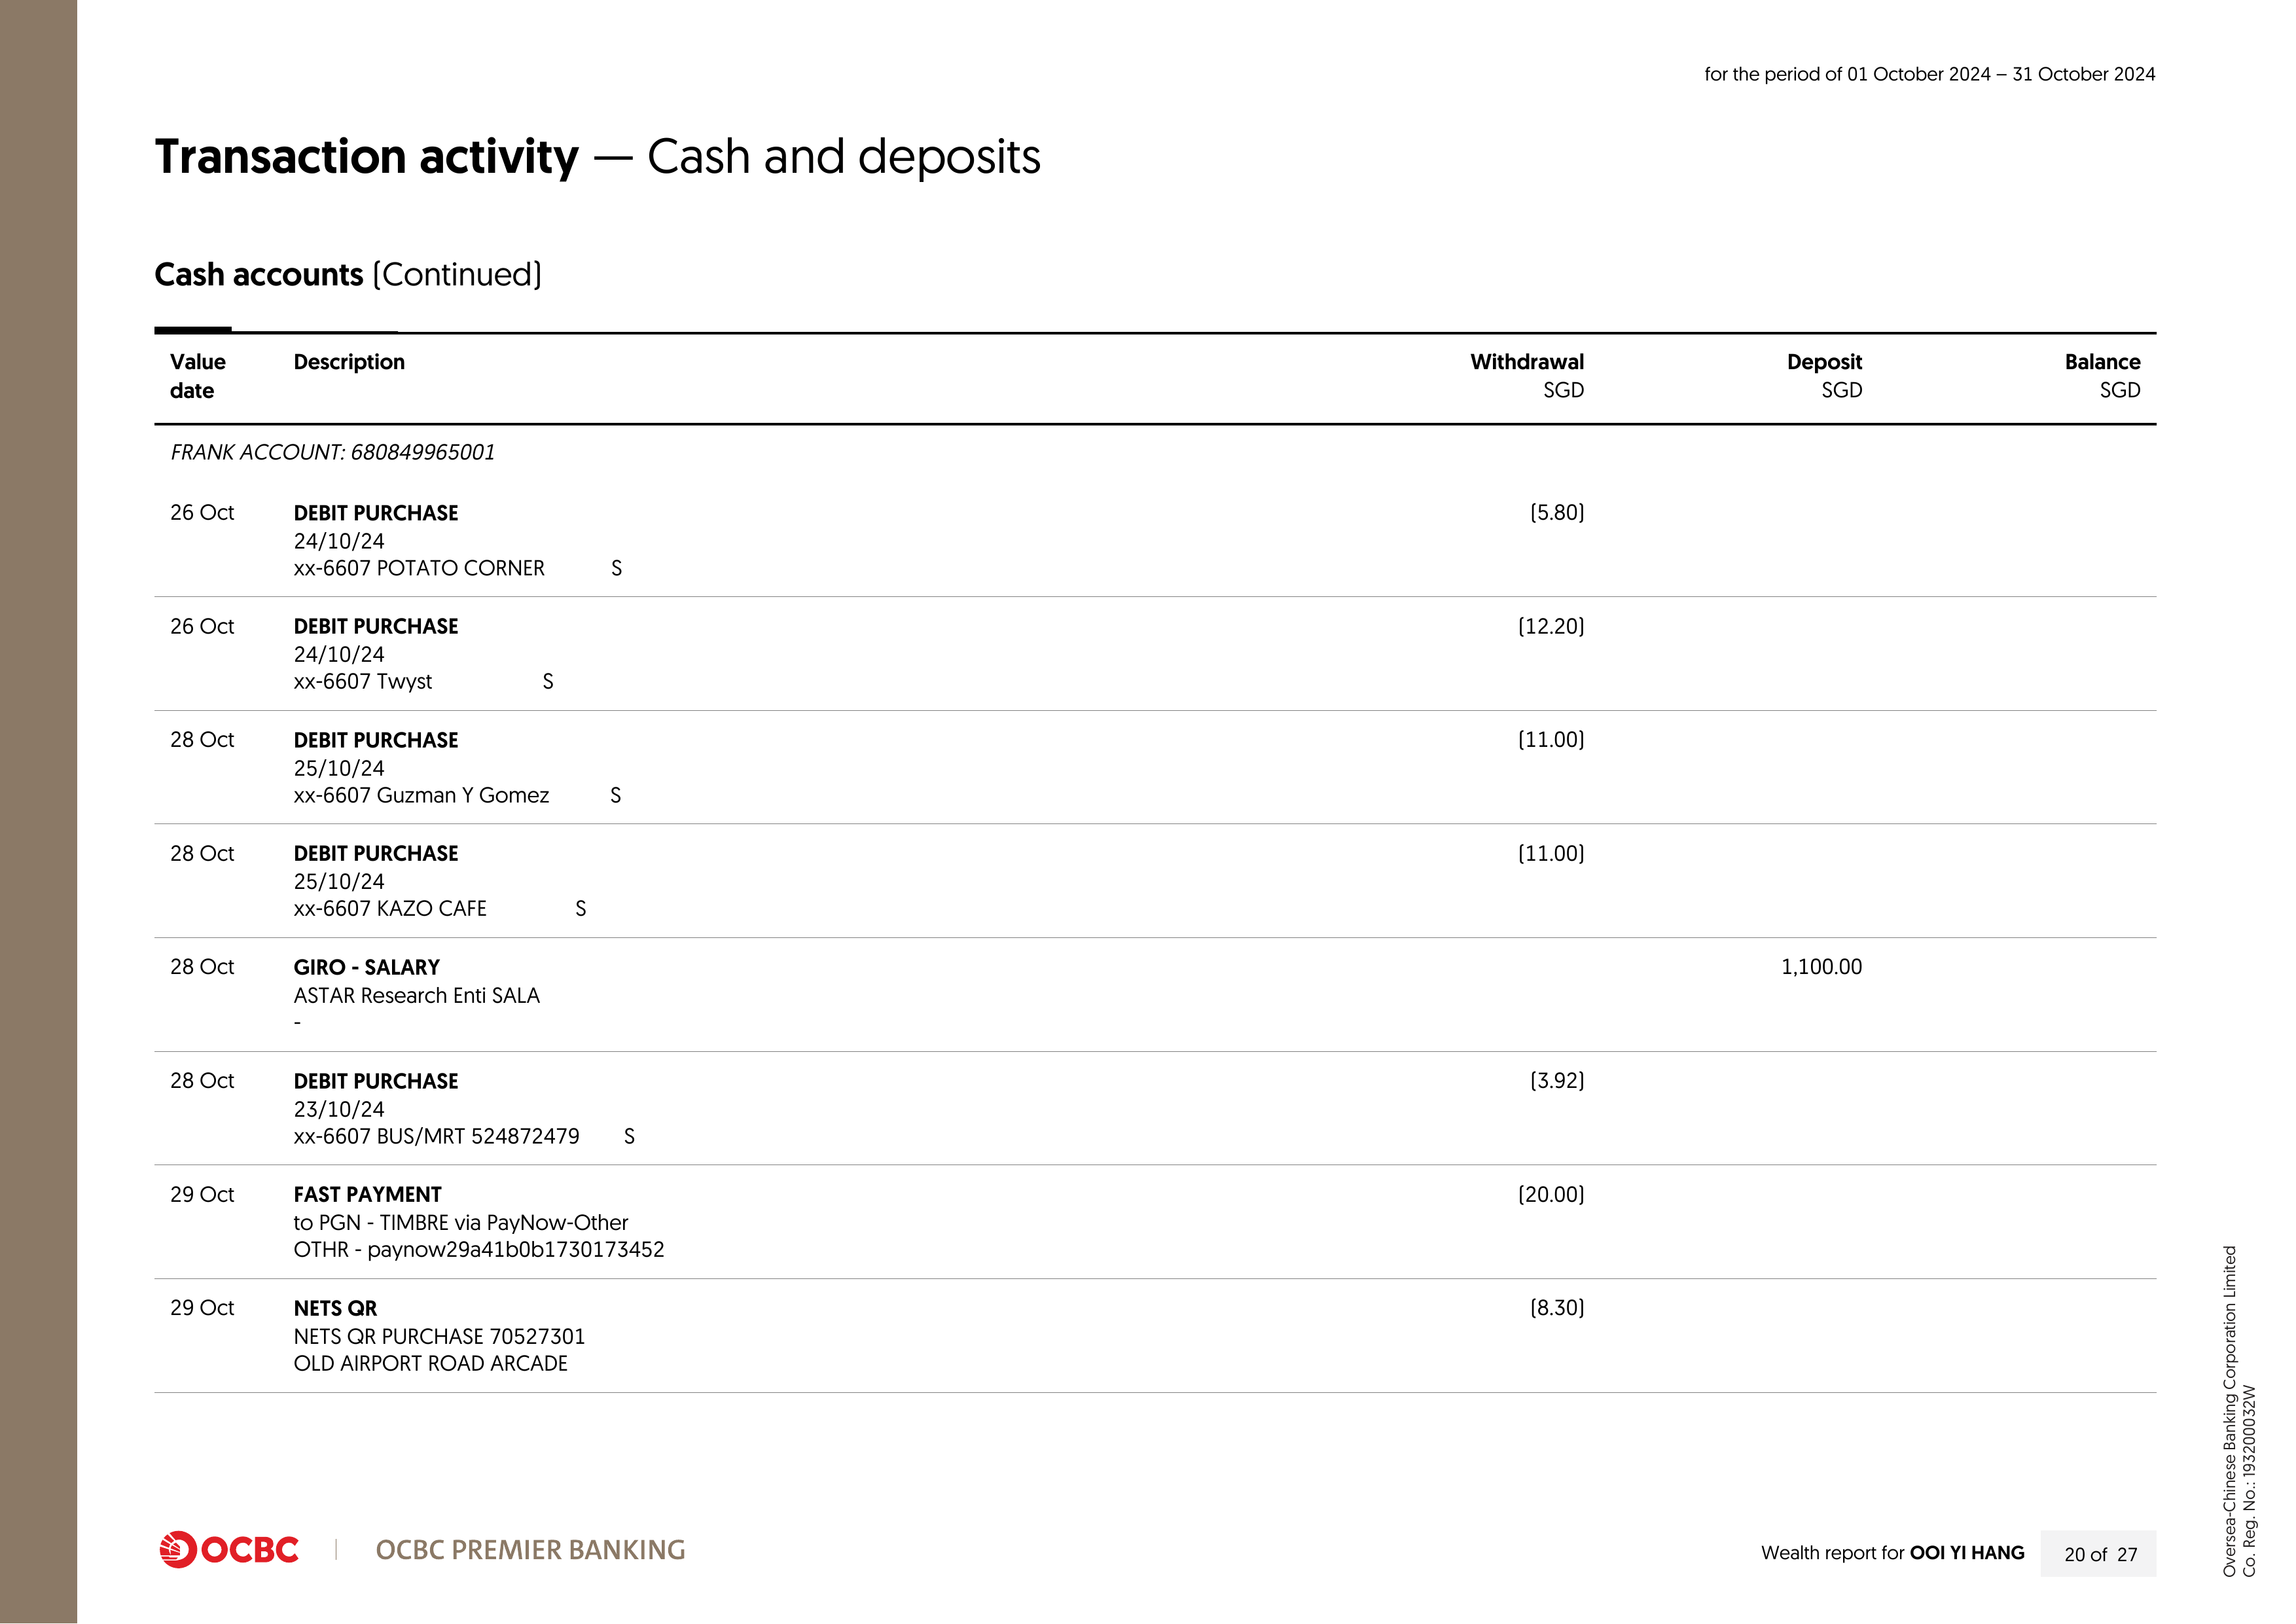 for the period of 01 October 2024 – 31 October 2024
Transaction activity — Cash and deposits
Cash accounts (Continued)
Value date Description Withdrawal SGD Deposit SGD Balance SGD
FRANK ACCOUNT: 680849965001
26 Oct DEBIT PURCHASE (5.80)
24/10/24
xx-6607 POTATO CORNER S
26 Oct DEBIT PURCHASE (12.20)
24/10/24
xx-6607 Twyst S
28 Oct DEBIT PURCHASE (11.00)
25/10/24
xx-6607 Guzman Y Gomez S
28 Oct DEBIT PURCHASE (11.00)
25/10/24
xx-6607 KAZO CAFE S
28 Oct GIRO - SALARY 1,100.00
ASTAR Research Enti SALA
-
28 Oct DEBIT PURCHASE (3.92)
23/10/24
xx-6607 BUS/MRT 524872479 S
29 Oct FAST PAYMENT (20.00)
to PGN - TIMBRE via PayNow-Other
OTHR - paynow29a41b0b1730173452
29 Oct NETS QR (8.30)
NETS QR PURCHASE 70527301
OLD AIRPORT ROAD ARCADE
OCBC OCBC PREMIER BANKING
Wealth report for OOI YI HANG 20 of 27
Oversea-Chinese Banking Corporation Limited
Co. Reg. No.: 193200032W